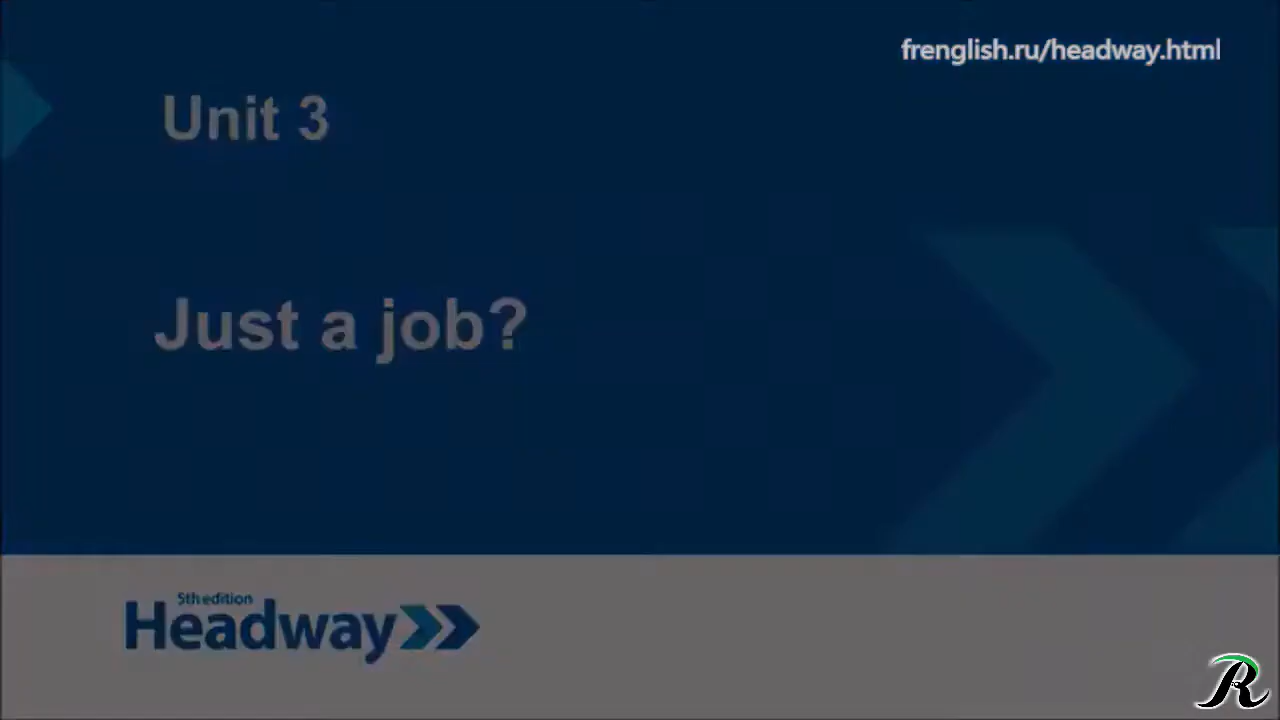 frenglish.ru/headway.html
Unit 3
Just a job?
5th edition
Headway